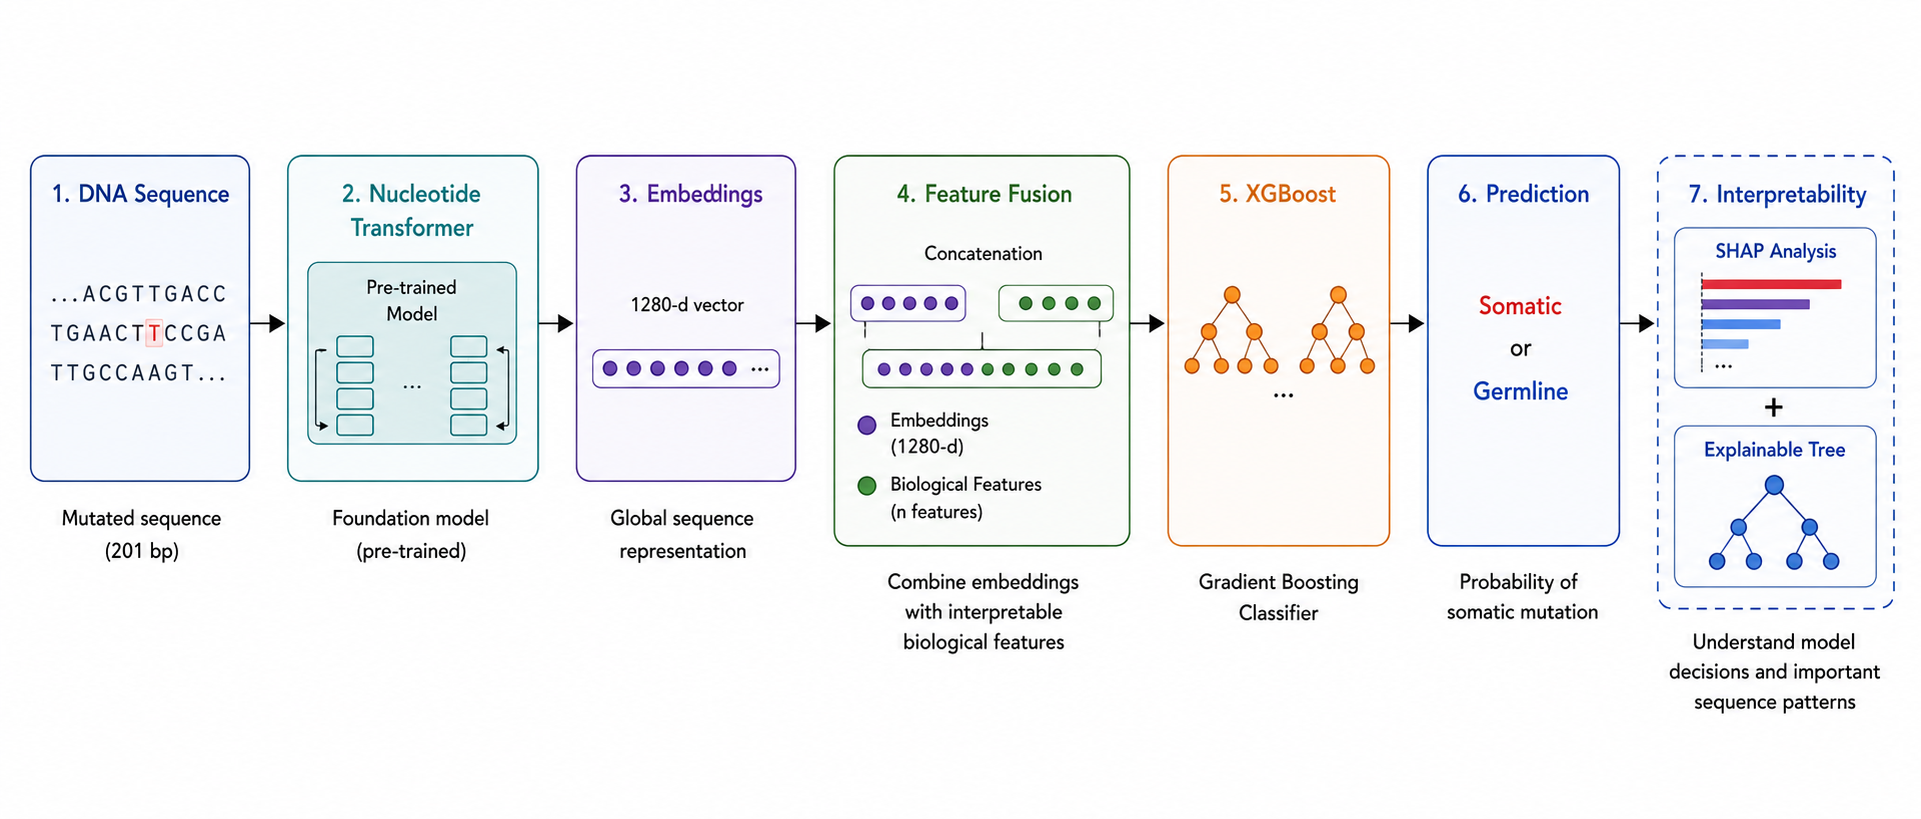 1. DNA Sequence
...ACGTTGACC
TGAACTTCCGA
TTGCCAAGT...
Mutated sequence
(201 bp)
2. Nucleotide
Transformer
Pre-trained
Model
...
Foundation model
(pre-trained)
3. Embeddings
1280-d vector
...
Global sequence
representation
4. Feature Fusion
Concatenation
Embeddings
(1280-d)
Biological Features
(n features)
Combine embeddings
with interpretable
biological features
5. XGBoost
...
Gradient Boosting
Classifier
6. Prediction
Somatic
or
Germline
Probability of
somatic mutation
7. Interpretability
SHAP Analysis
...
+
Explainable Tree
Understand model
decisions and important
sequence patterns